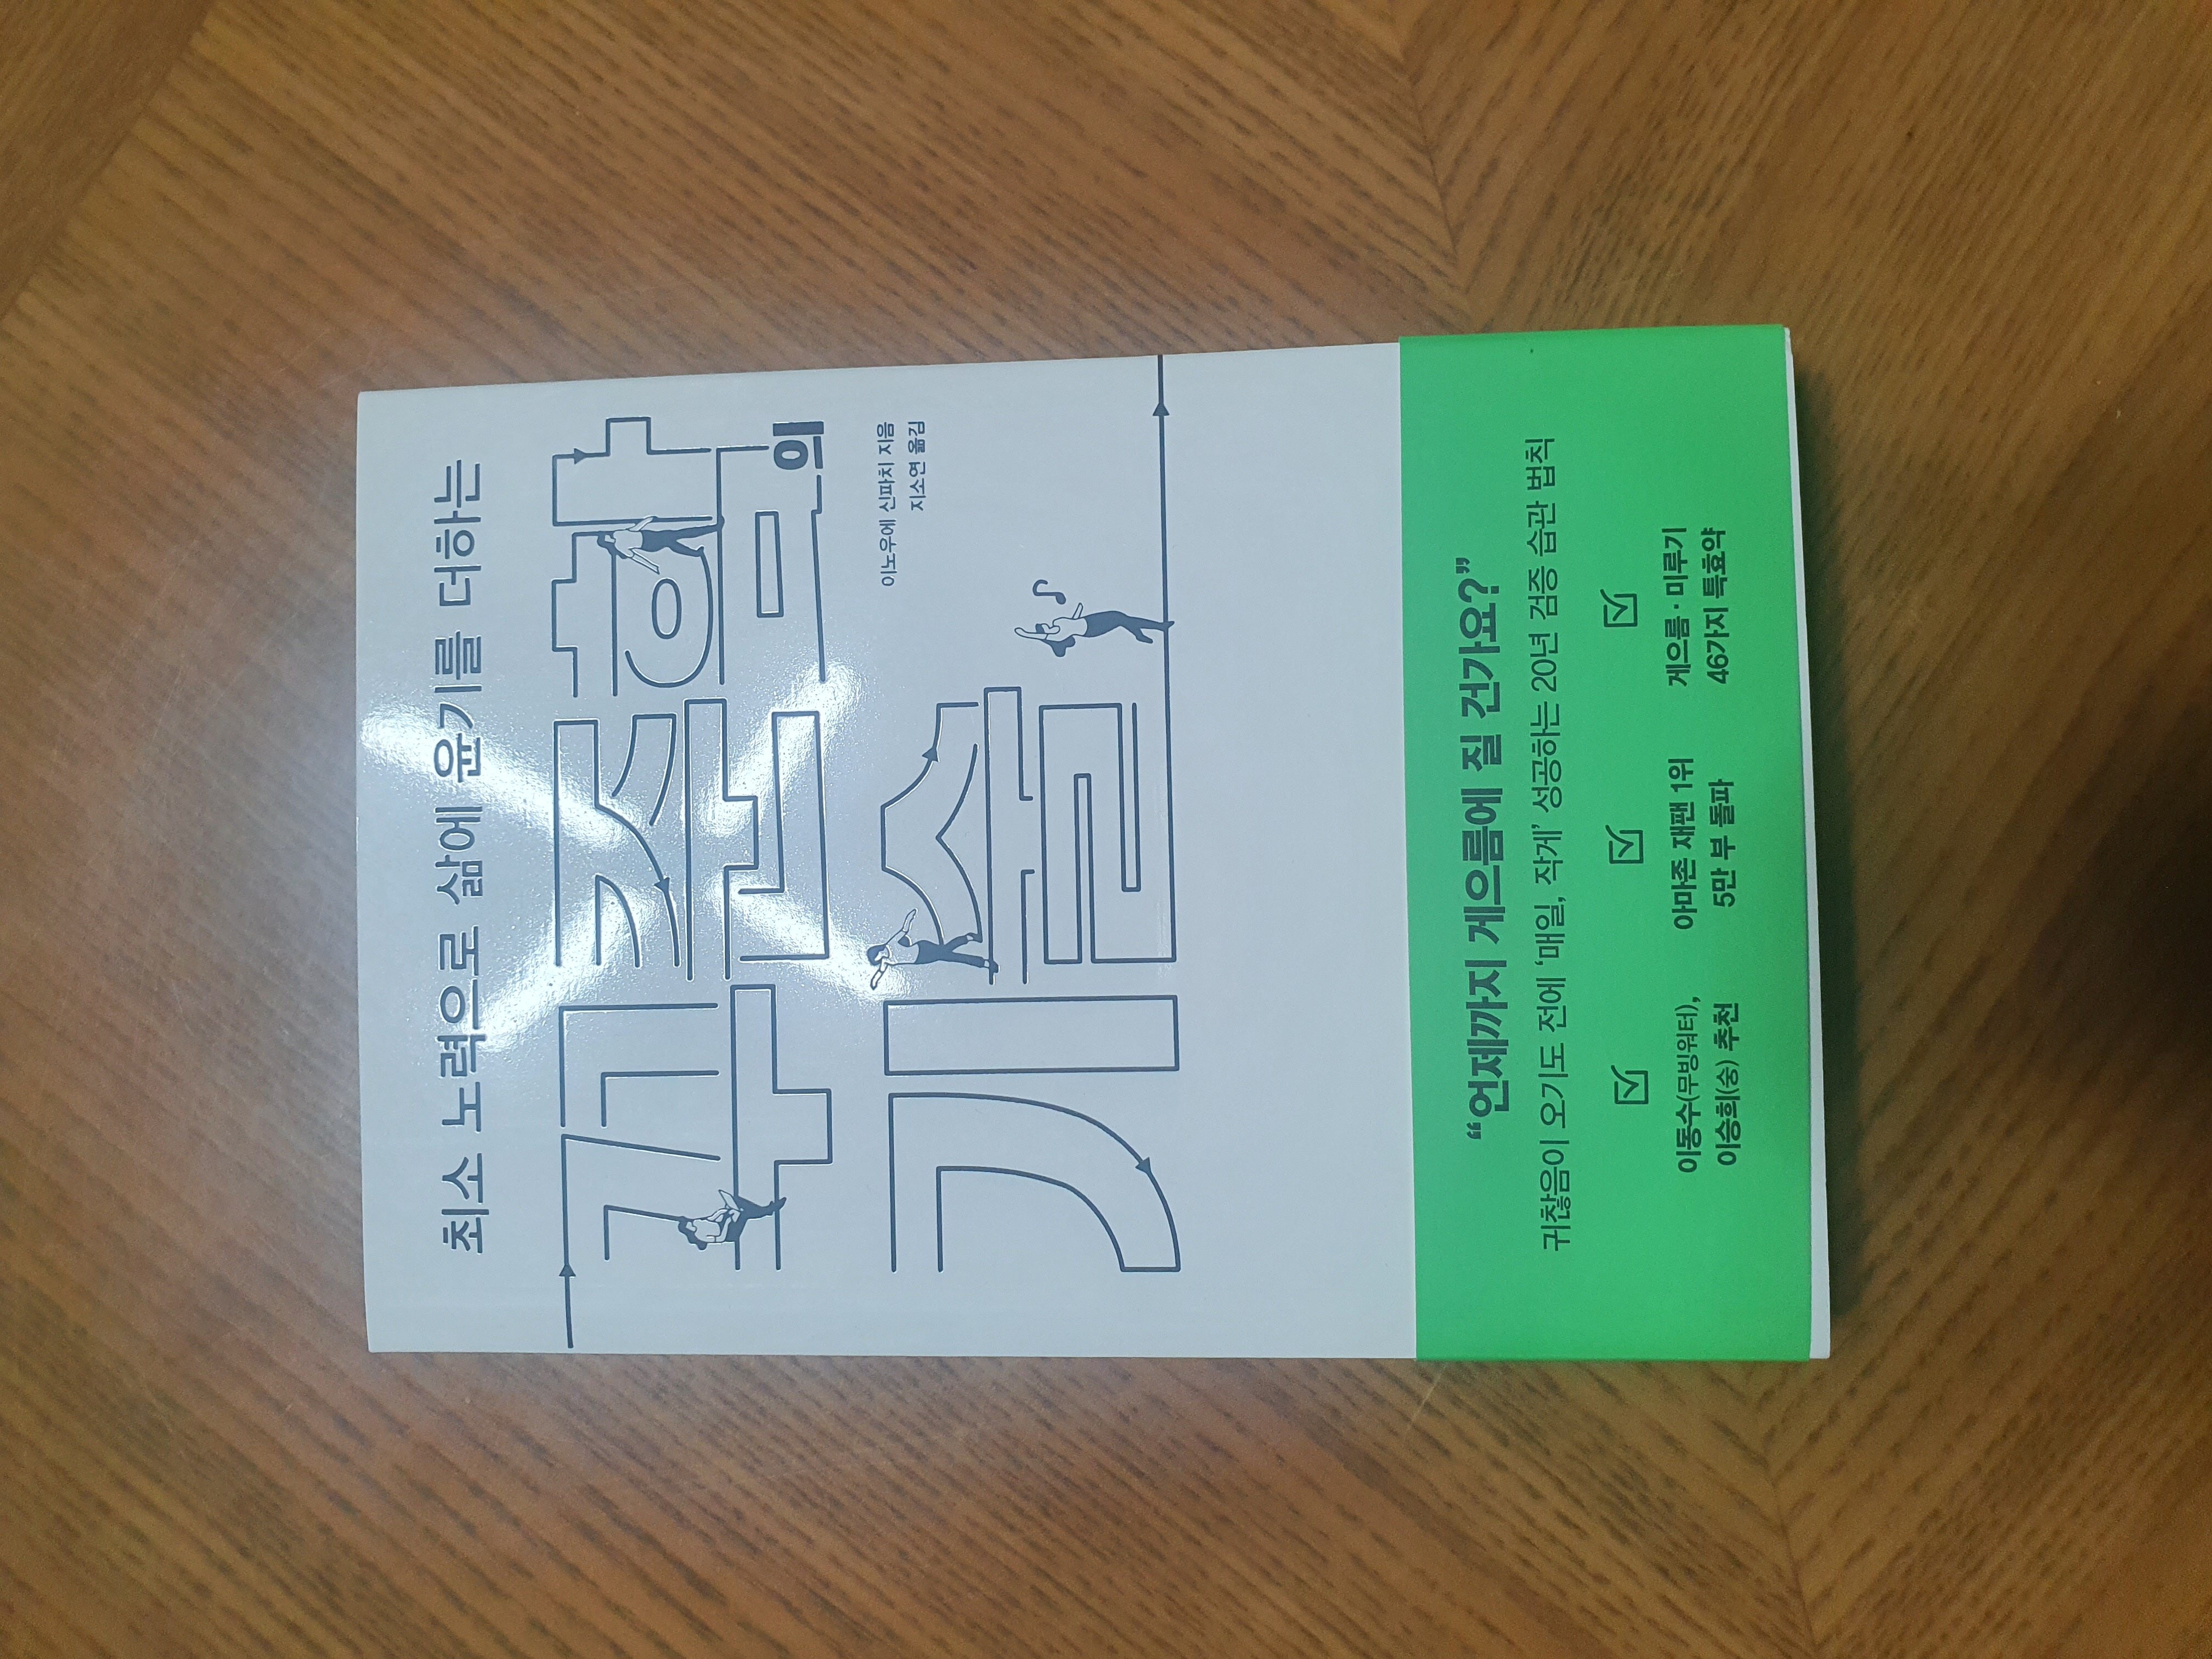 최소 노력으로 삶에 윤기를 더하는
꾸준함의
기술
이노우에 신파치 지음
지소연 옮김
“언제까지 게으름에 질 건가요?”
귀찮음이 오기도 전에 ‘매일, 작게’ 성공하는 20년 검증 습관 법칙
이동수(무빙워터),
이승희(숭) 추천
아마존 재팬 1위
5만 부 돌파
게으름·미루기
46가지 특효약